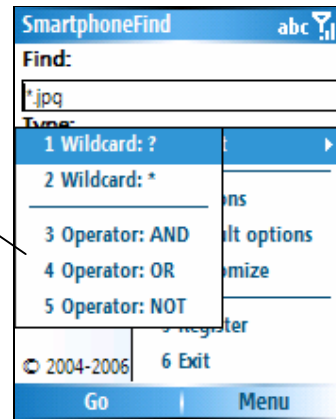 SmartphoneFind abc
Find:
*.jpg
Type:
1 Wildcard: ?
2 Wildcard: *
3 Operator: AND
4 Operator: OR
5 Operator: NOT
t
ons
ult options
omize
5 Register
6 Exit
© 2004-2006
Go Menu